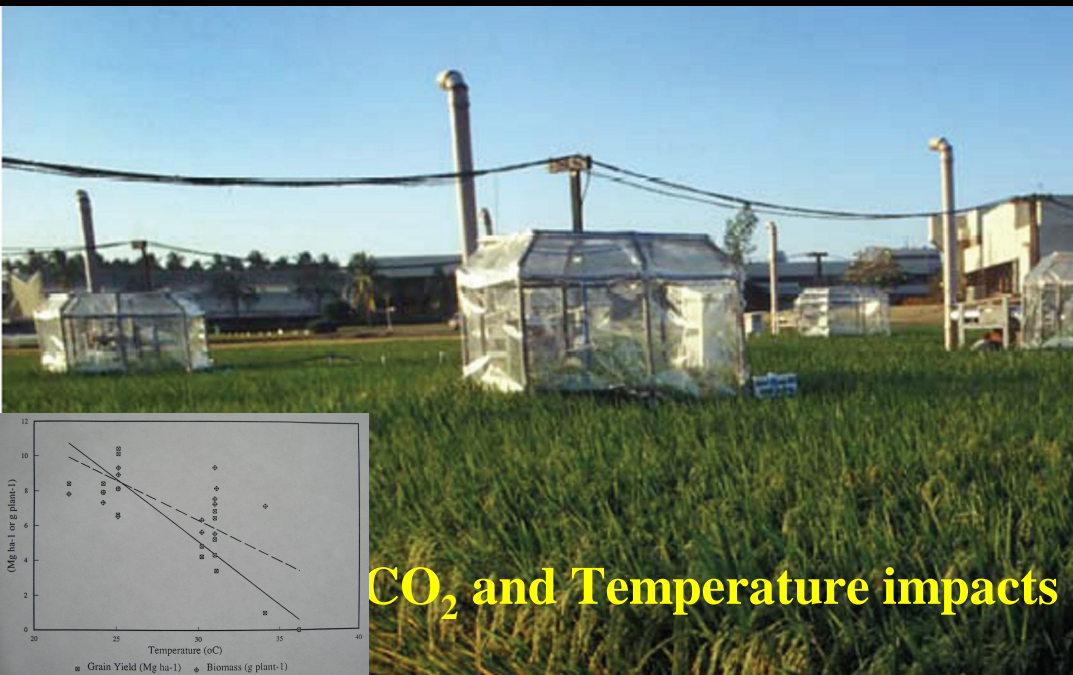 12
10
8
6
4
2
0
(Mg ha-1 or g plant-1)
20 25 30 35 40
Temperature (oC)
Grain Yield (Mg ha-1) Biomass (g plant-1)
CO₂ and Temperature impacts